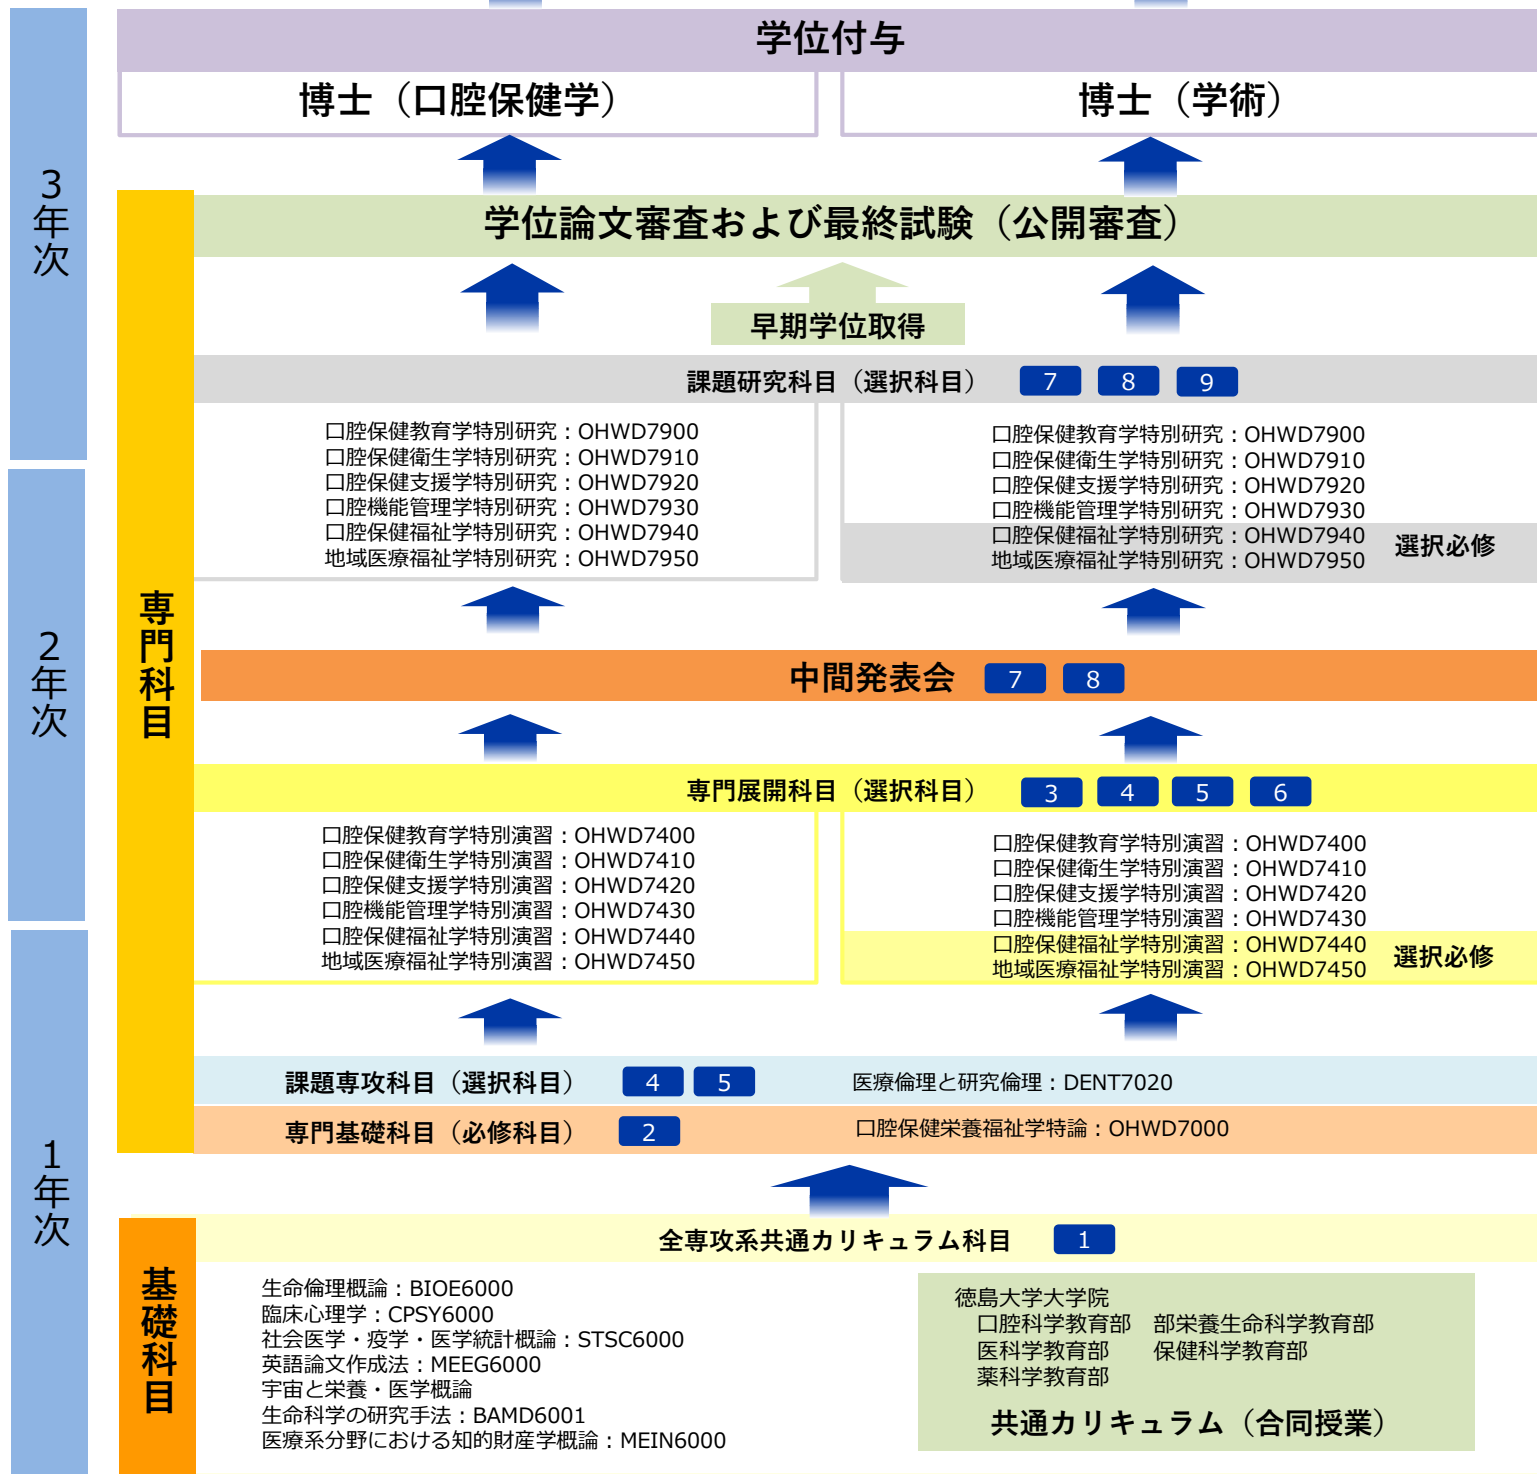 学位付与
博士（口腔保健学）
博士（学術）
3年次
学位論文審査および最終試験（公開審査）
早期学位取得
課題研究科目（選択科目） 7 8 9
口腔保健教育学特別研究：OHWD7900
口腔保健衛生学特別研究：OHWD7910
口腔保健支援学特別研究：OHWD7920
口腔機能管理学特別研究：OHWD7930
口腔保健福祉学特別研究：OHWD7940
地域医療福祉学特別研究：OHWD7950
口腔保健教育学特別研究：OHWD7900
口腔保健衛生学特別研究：OHWD7910
口腔保健支援学特別研究：OHWD7920
口腔機能管理学特別研究：OHWD7930
口腔保健福祉学特別研究：OHWD7940
地域医療福祉学特別研究：OHWD7950
選択必修
専門科目
2年次
中間発表会 7 8
専門展開科目（選択科目） 3 4 5 6
口腔保健教育学特別演習：OHWD7400
口腔保健衛生学特別演習：OHWD7410
口腔保健支援学特別演習：OHWD7420
口腔機能管理学特別演習：OHWD7430
口腔保健福祉学特別演習：OHWD7440
地域医療福祉学特別演習：OHWD7450
口腔保健教育学特別演習：OHWD7400
口腔保健衛生学特別演習：OHWD7410
口腔保健支援学特別演習：OHWD7420
口腔機能管理学特別演習：OHWD7430
口腔保健福祉学特別演習：OHWD7440
地域医療福祉学特別演習：OHWD7450
選択必修
1年次
課題専攻科目（選択科目） 4 5 医療倫理と研究倫理：DENT7020
専門基礎科目（必修科目） 2 口腔保健栄養福祉学特論：OHWD7000
基礎科目
全専攻系共通カリキュラム科目 1
生命倫理概論：BIOE6000
臨床心理学：CPSY6000
社会医学・疫学・医学統計概論：STSC6000
英語論文作成法：MEEG6000
宇宙と栄養・医学概論
生命科学の研究手法：BAMD6001
医療系分野における知的財産学概論：MEIN6000
徳島大学大学院
口腔科学教育部 部栄養生命科学教育部
医科学教育部 保健科学教育部
薬科学教育部
共通カリキュラム（合同授業）